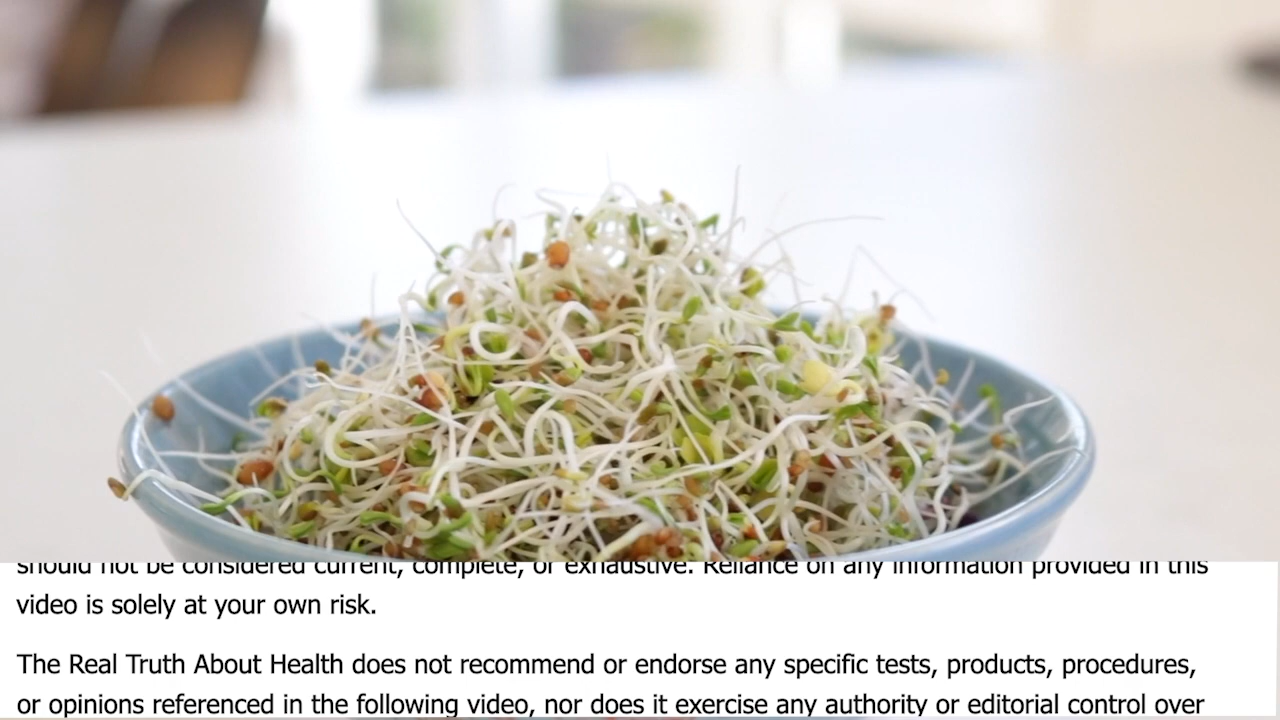 should not be considered current, complete, or exhaustive. Reliance on any information provided in this
video is solely at your own risk.
The Real Truth About Health does not recommend or endorse any specific tests, products, procedures,
or opinions referenced in the following video, nor does it exercise any authority or editorial control over